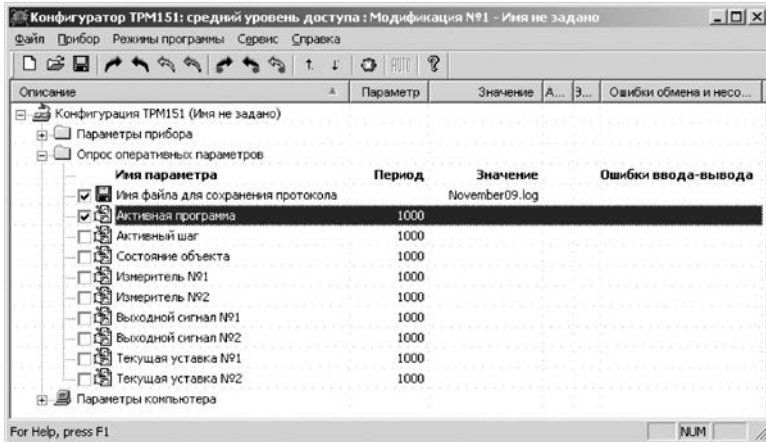 Конфигуратор ТРМ151: средний уровень доступа : Модификация №1 - Имя не задано
Файл Прибор Режимы программы Сервис Справка
AUTO
Описание Параметр Значение А... З... Ошибки обмена и несо...
Конфигурация ТРМ151 (Имя не задано)
Параметры прибора
Опрос оперативных параметров
Имя параметра Период Значение Ошибки ввода-вывода
Имя файла для сохранения протокола November09.log
Активная программа 1000
Активный шаг 1000
Состояние объекта 1000
Измеритель №1 1000
Измеритель №2 1000
Выходной сигнал №1 1000
Выходной сигнал №2 1000
Текущая уставка №1 1000
Текущая уставка №2 1000
Параметры компьютера
For Help, press F1 NUM